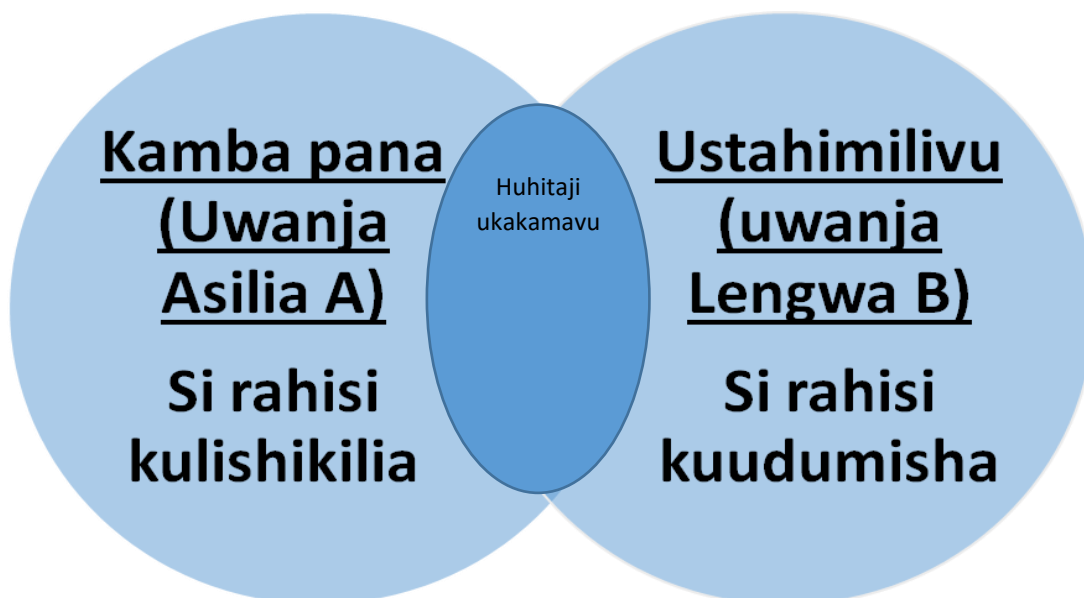 Kamba pana
(Uwanja
Asilia A)
Si rahisi
kulishikilia
Huhitaji
ukakamavu
Ustahimilivu
(uwanja
Lengwa B)
Si rahisi
kuudumisha